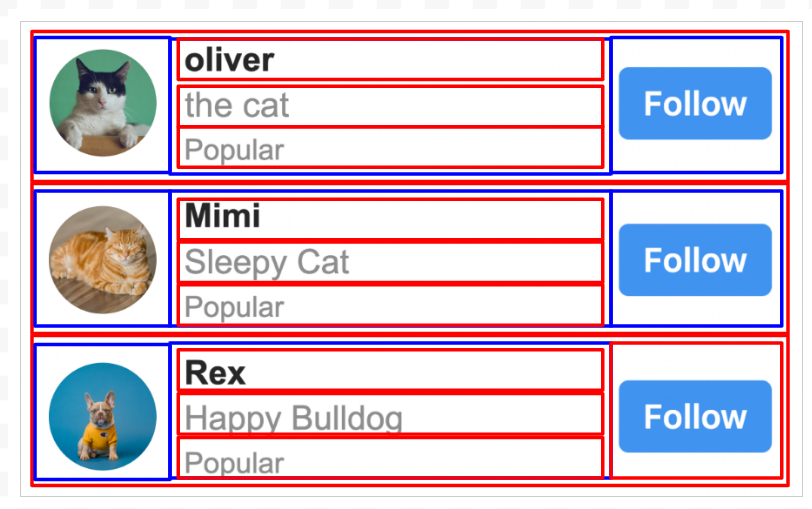 oliver
the cat
Popular
Follow
Mimi
Sleepy Cat
Popular
Follow
Rex
Happy Bulldog
Popular
Follow